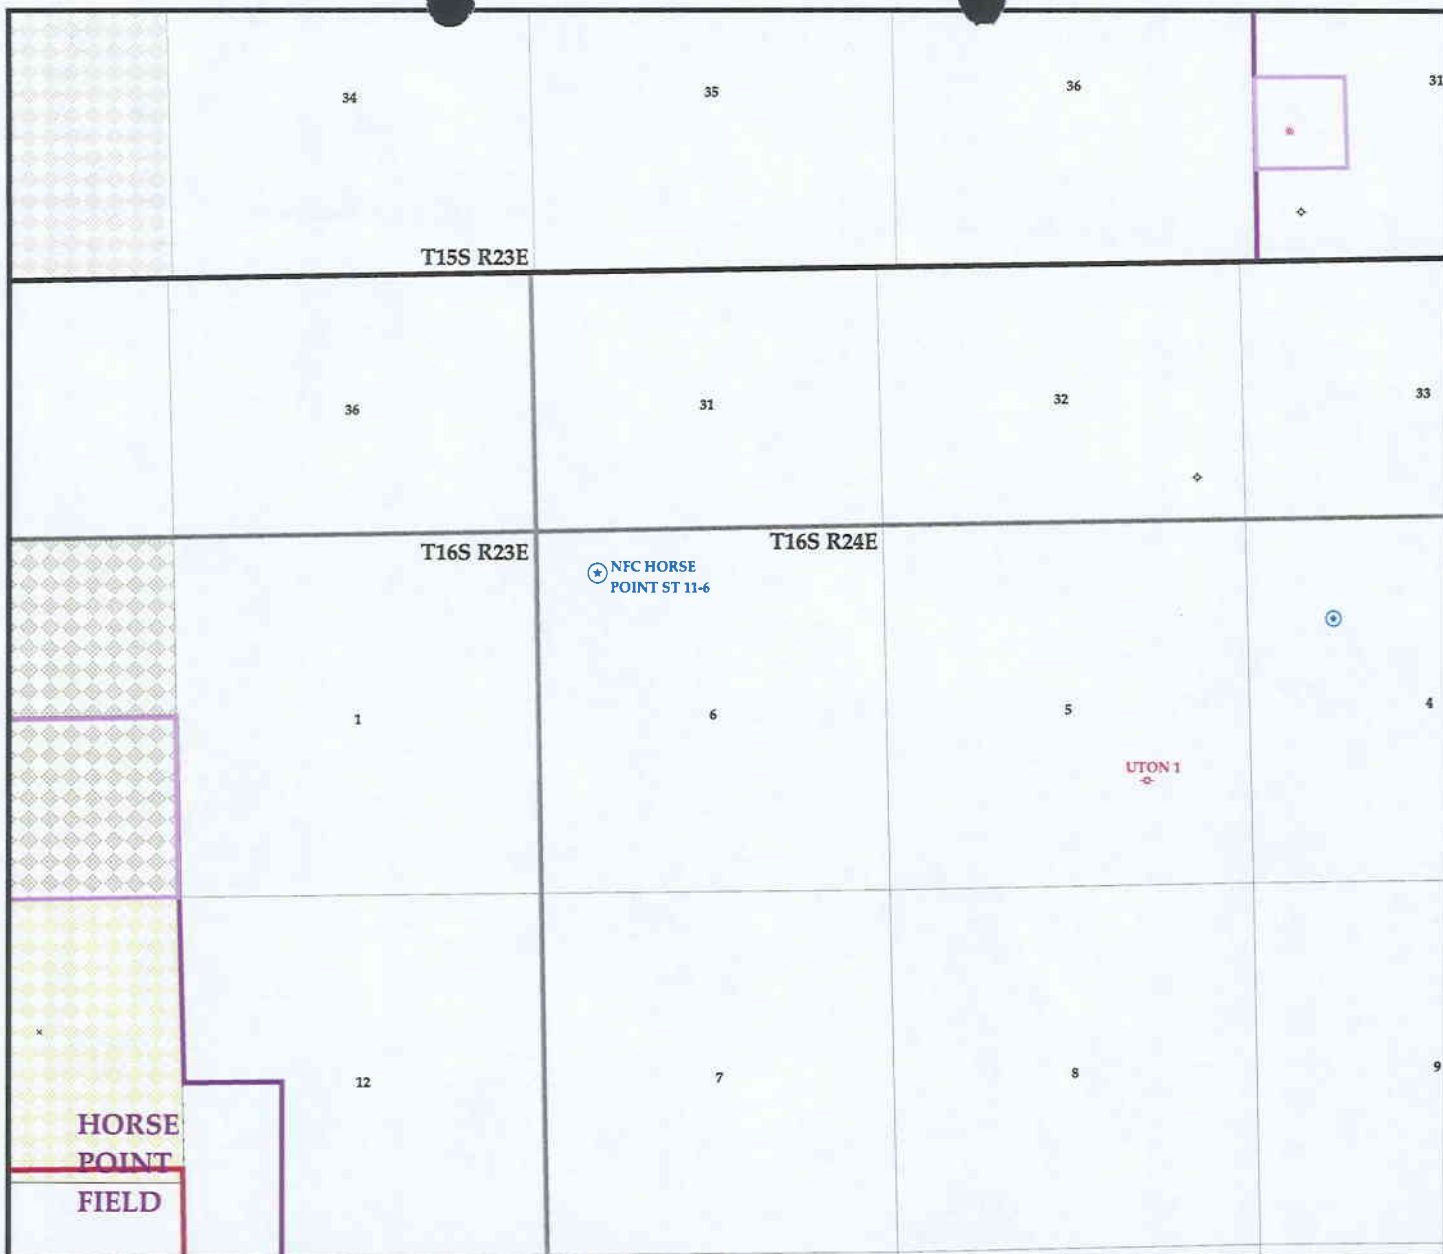 34
35
36
31
T15S R23E
36
31
32
33
T16S R23E
T16S R24E
NFC HORSE
POINT ST 11-6
1
6
5
4
UTON 1
12
7
8
9
HORSE
POINT
FIELD